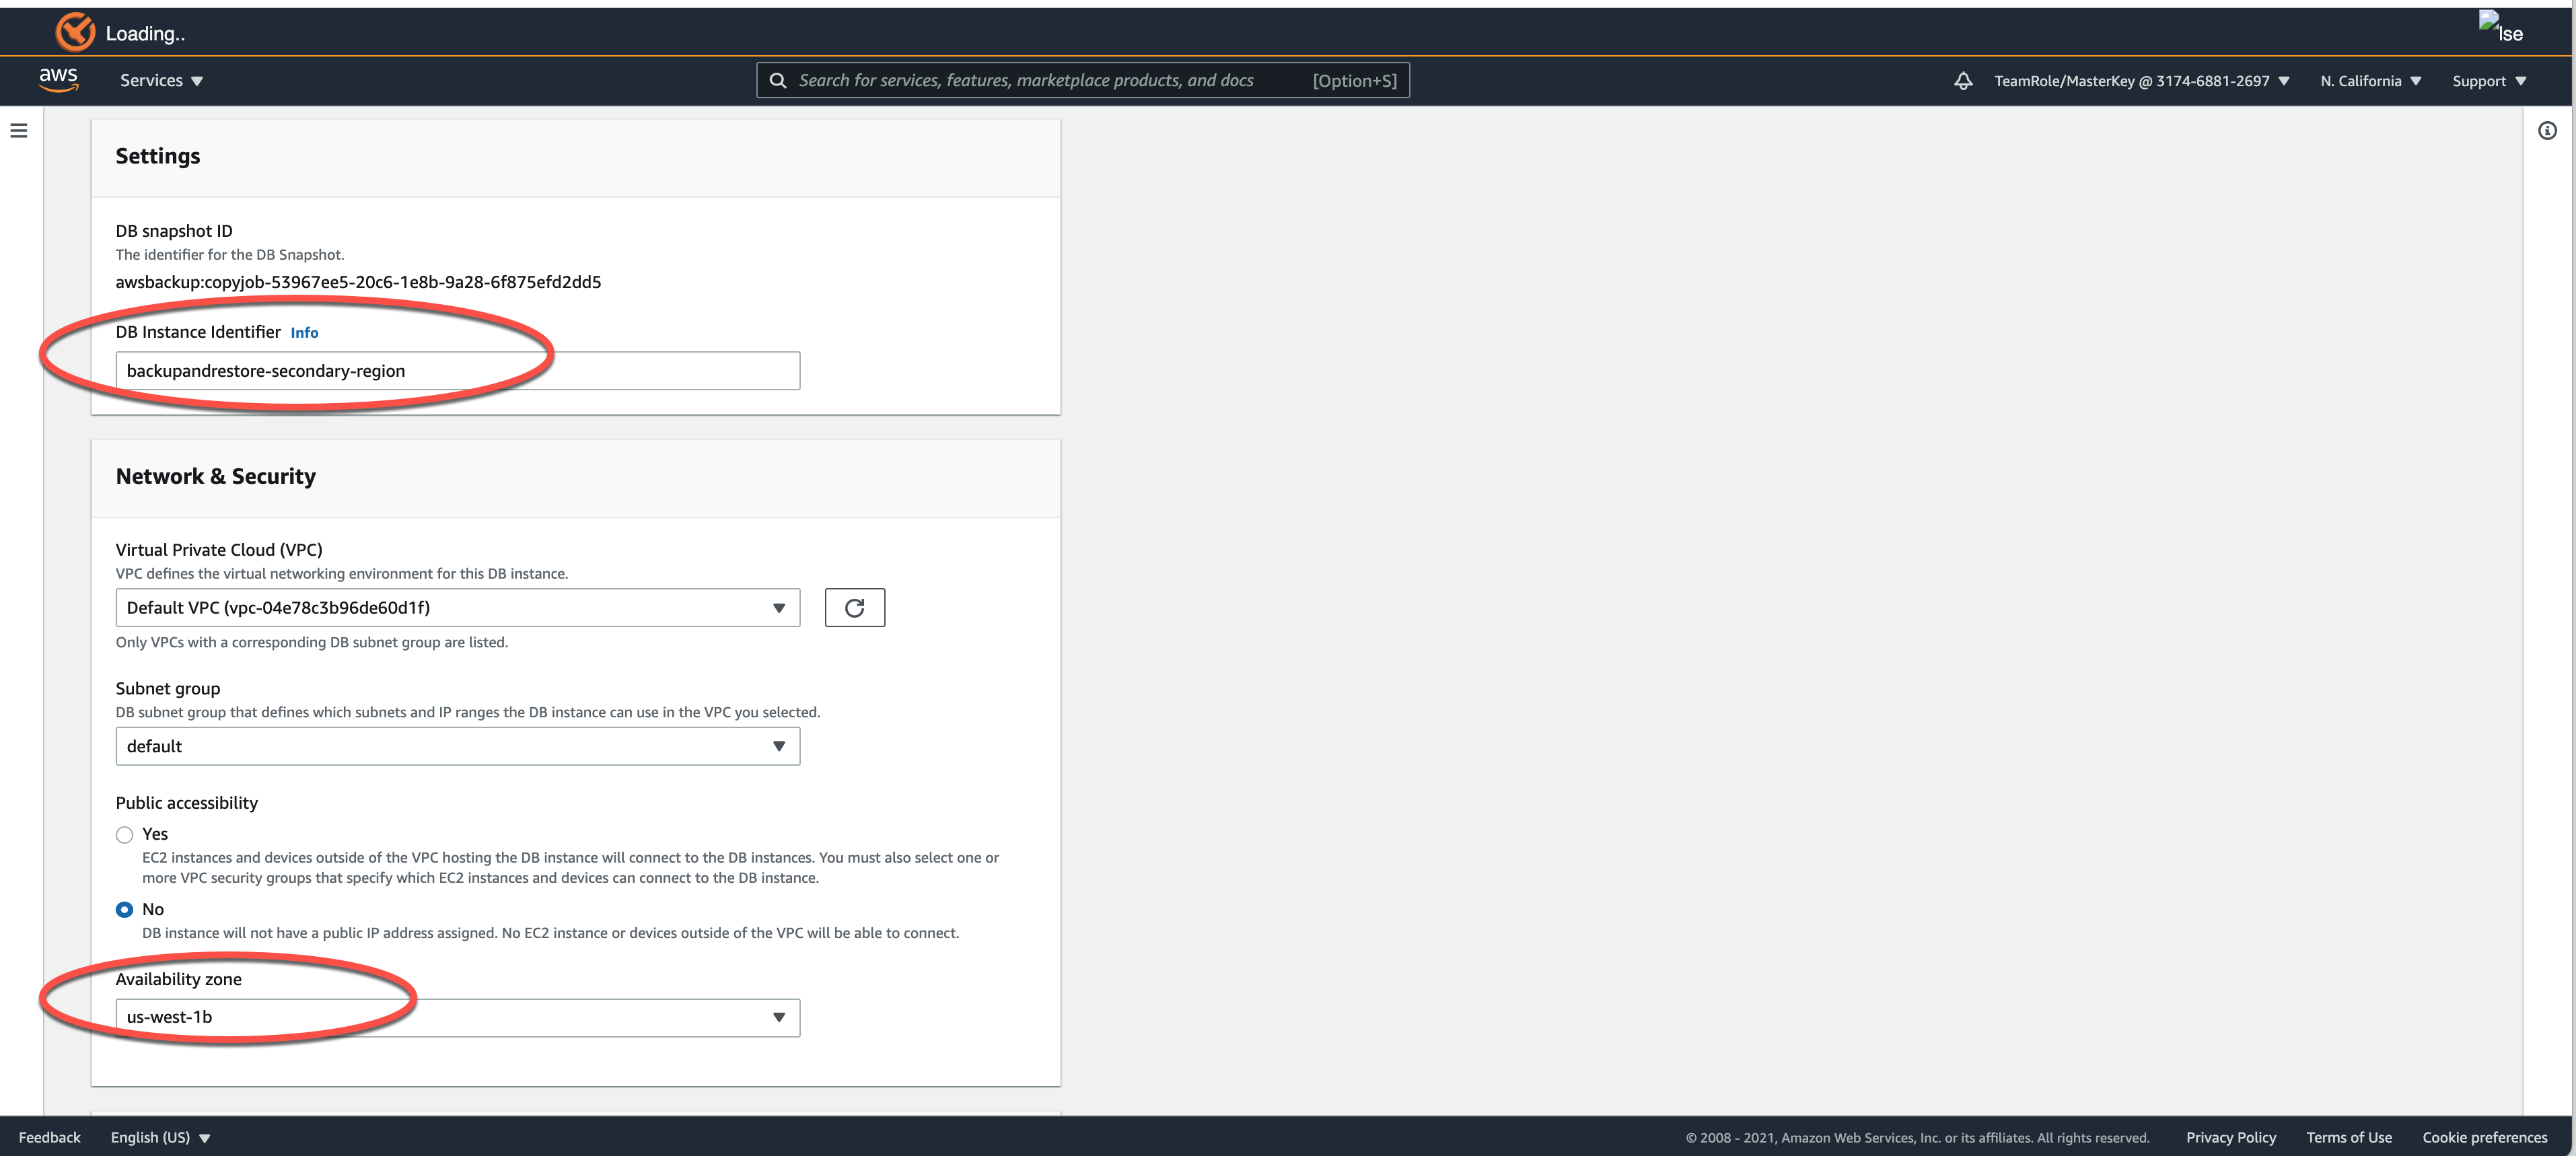 Loading..
lse
aws
Services
Search for services, features, marketplace products, and docs [Option+S]
TeamRole/MasterKey @ 3174-6881-2697
N. California
Support
Settings
DB snapshot ID
The identifier for the DB Snapshot.
awsbackup:copyjob-53967ee5-20c6-1e8b-9a28-6f875efd2dd5
DB Instance Identifier Info
backupandrestore-secondary-region
Network & Security
Virtual Private Cloud (VPC)
VPC defines the virtual networking environment for this DB instance.
Default VPC (vpc-04e78c3b96de60d1f)
Only VPCs with a corresponding DB subnet group are listed.
Subnet group
DB subnet group that defines which subnets and IP ranges the DB instance can use in the VPC you selected.
default
Public accessibility
Yes
EC2 instances and devices outside of the VPC hosting the DB instance will connect to the DB instances. You must also select one or
more VPC security groups that specify which EC2 instances and devices can connect to the DB instance.
No
DB instance will not have a public IP address assigned. No EC2 instance or devices outside of the VPC will be able to connect.
Availability zone
us-west-1b
Feedback
English (US)
© 2008 - 2021, Amazon Web Services, Inc. or its affiliates. All rights reserved.
Privacy Policy
Terms of Use
Cookie preferences